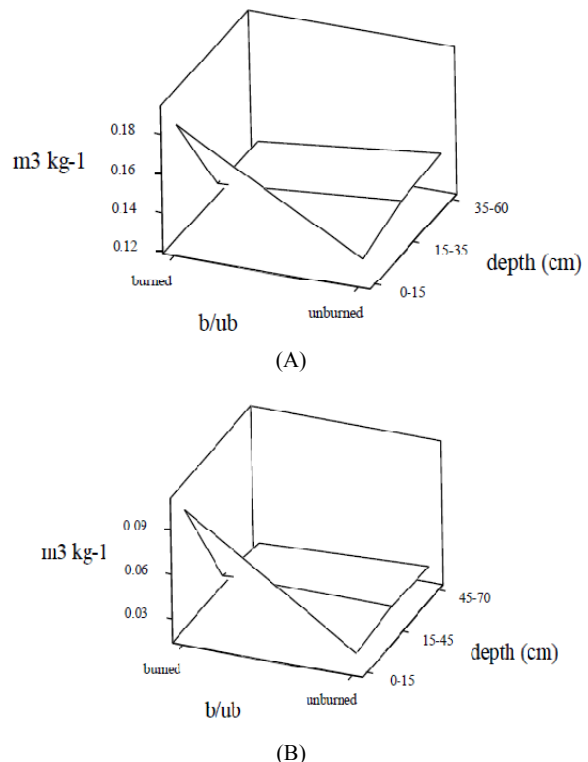 0.18
m3 kg-1
0.16
0.14
0.12
burned
unburned
b/ub
0-15
15-35
35-60
depth (cm)
(A)
0.09
m3 kg-1
0.06
0.03
burned
unburned
b/ub
0-15
15-45
45-70
depth (cm)
(B)